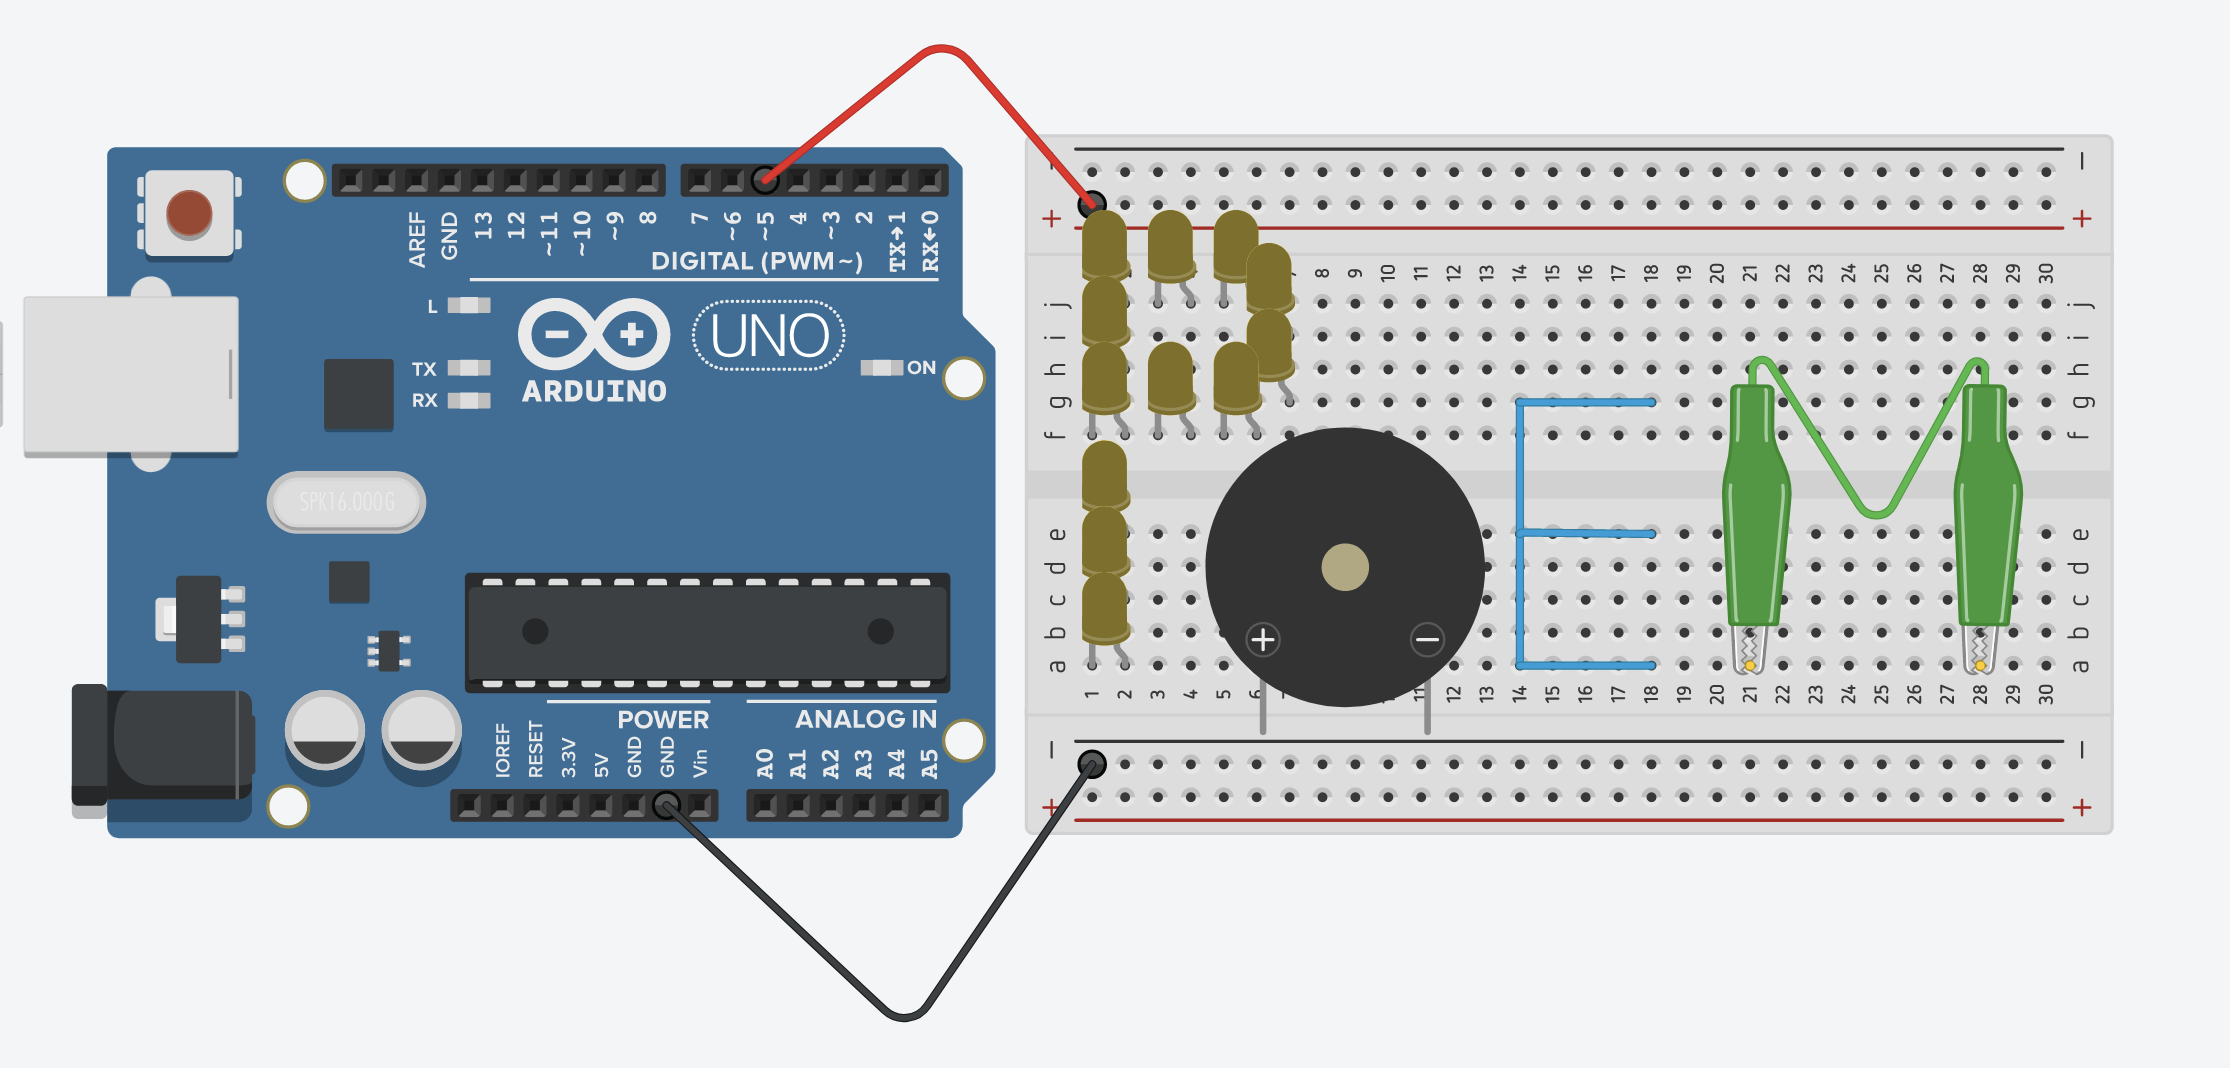 AREF GND 13 12 ~11 ~10 ~9 8 7 ~6 ~5 4 ~3 2 TX→1 RX←0
DIGITAL (PWM~)
L
TX
RX
UNO
ARDUINO
ON
SPK16.000G
POWER
ANALOG IN
IOREF RESET 3.3V 5V GND GND Vin A0 A1 A2 A3 A4 A5
− −
+ +
8 9 10 11 12 13 14 15 16 17 18 19 20 21 22 23 24 25 26 27 28 29 30
j j
i i
h h
g g
f f
POEM
e e
d d
c c
b b
a a
+ −
1 2 3 4 5 6 11 12 13 14 15 16 17 18 19 20 21 22 23 24 25 26 27 28 29 30
− −
+ +